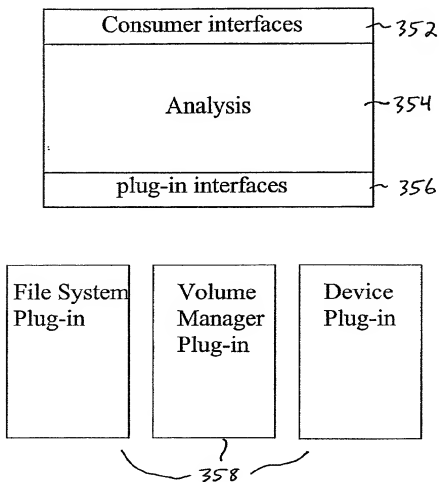 Consumer interfaces
352
Analysis
354
plug-in interfaces
356
File System
Plug-in
Volume
Manager
Plug-in
Device
Plug-in
358